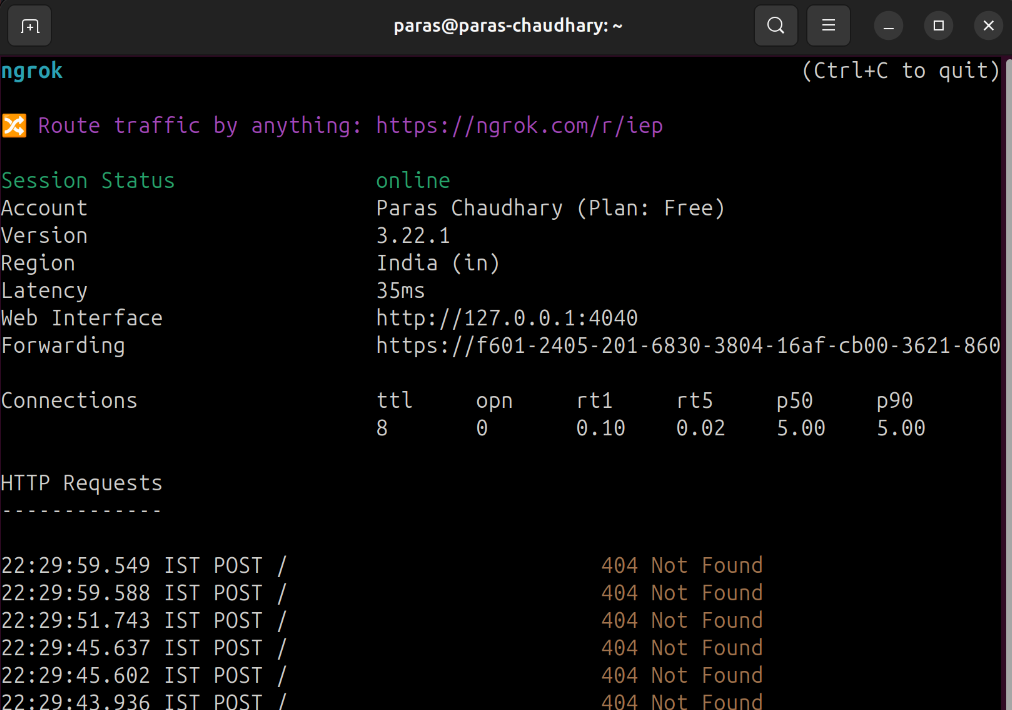 paras@paras-chaudhary: ~
ngrok (Ctrl+C to quit)
🔀 Route traffic by anything: https://ngrok.com/r/iep
Session Status online
Account Paras Chaudhary (Plan: Free)
Version 3.22.1
Region India (in)
Latency 35ms
Web Interface http://127.0.0.1:4040
Forwarding https://f601-2405-201-6830-3804-16af-cb00-3621-860
Connections ttl opn rt1 rt5 p50 p90
8 0 0.10 0.02 5.00 5.00
HTTP Requests
-------------
22:29:59.549 IST POST / 404 Not Found
22:29:59.588 IST POST / 404 Not Found
22:29:51.743 IST POST / 404 Not Found
22:29:45.637 IST POST / 404 Not Found
22:29:45.602 IST POST / 404 Not Found
22:29:43.936 IST POST / 404 Not Found